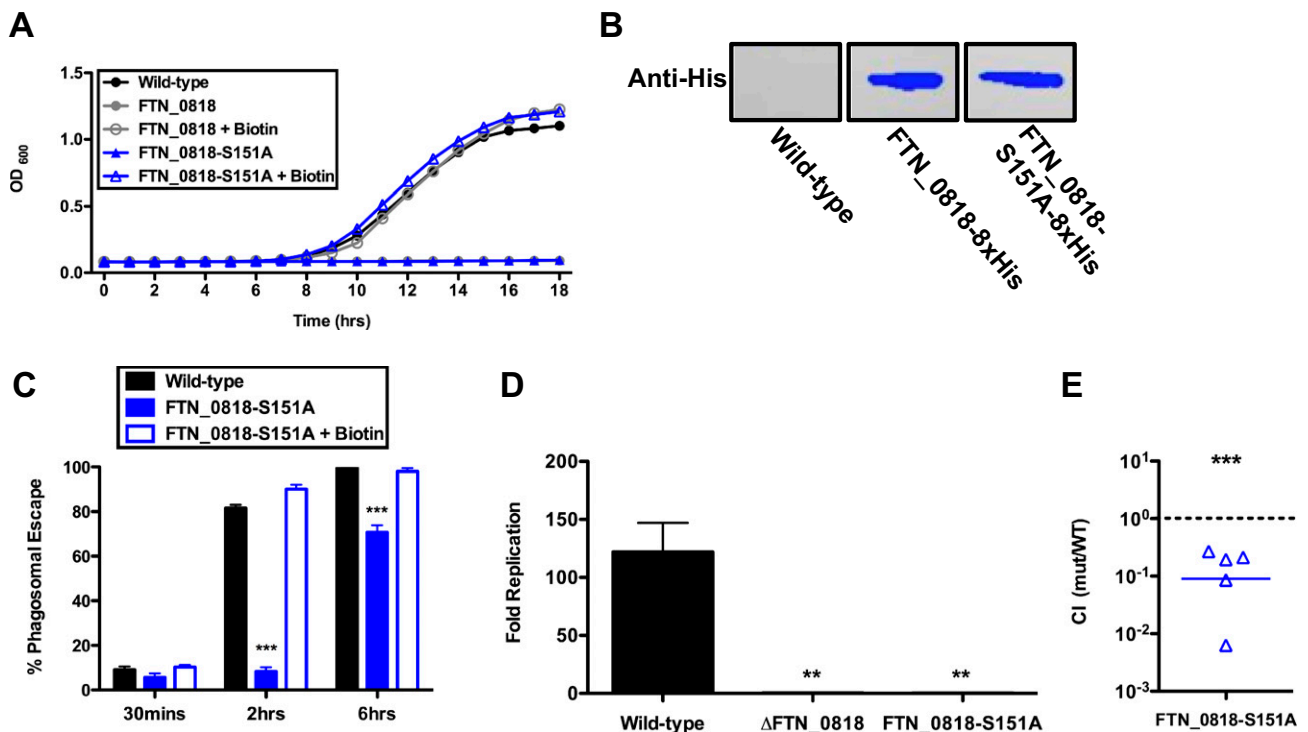 A
Wild-type
FTN_0818
FTN_0818 + Biotin
FTN_0818-S151A
FTN_0818-S151A + Biotin
OD 600
1.5
1.0
0.5
0.0
0 2 4 6 8 10 12 14 16 18
Time (hrs)
B
Anti-His
Wild-type
FTN_0818-8xHis
FTN_0818-
S151A-8xHis
C
Wild-type
FTN_0818-S151A
FTN_0818-S151A + Biotin
% Phagosomal Escape
100
80
60
40
20
0
***
***
30mins 2hrs 6hrs
D
Fold Replication
200
150
100
50
0
** **
Wild-type ΔFTN_0818 FTN_0818-S151A
E
CI (mut/WT)
101
100
10-1
10-2
10-3
***
FTN_0818-S151A